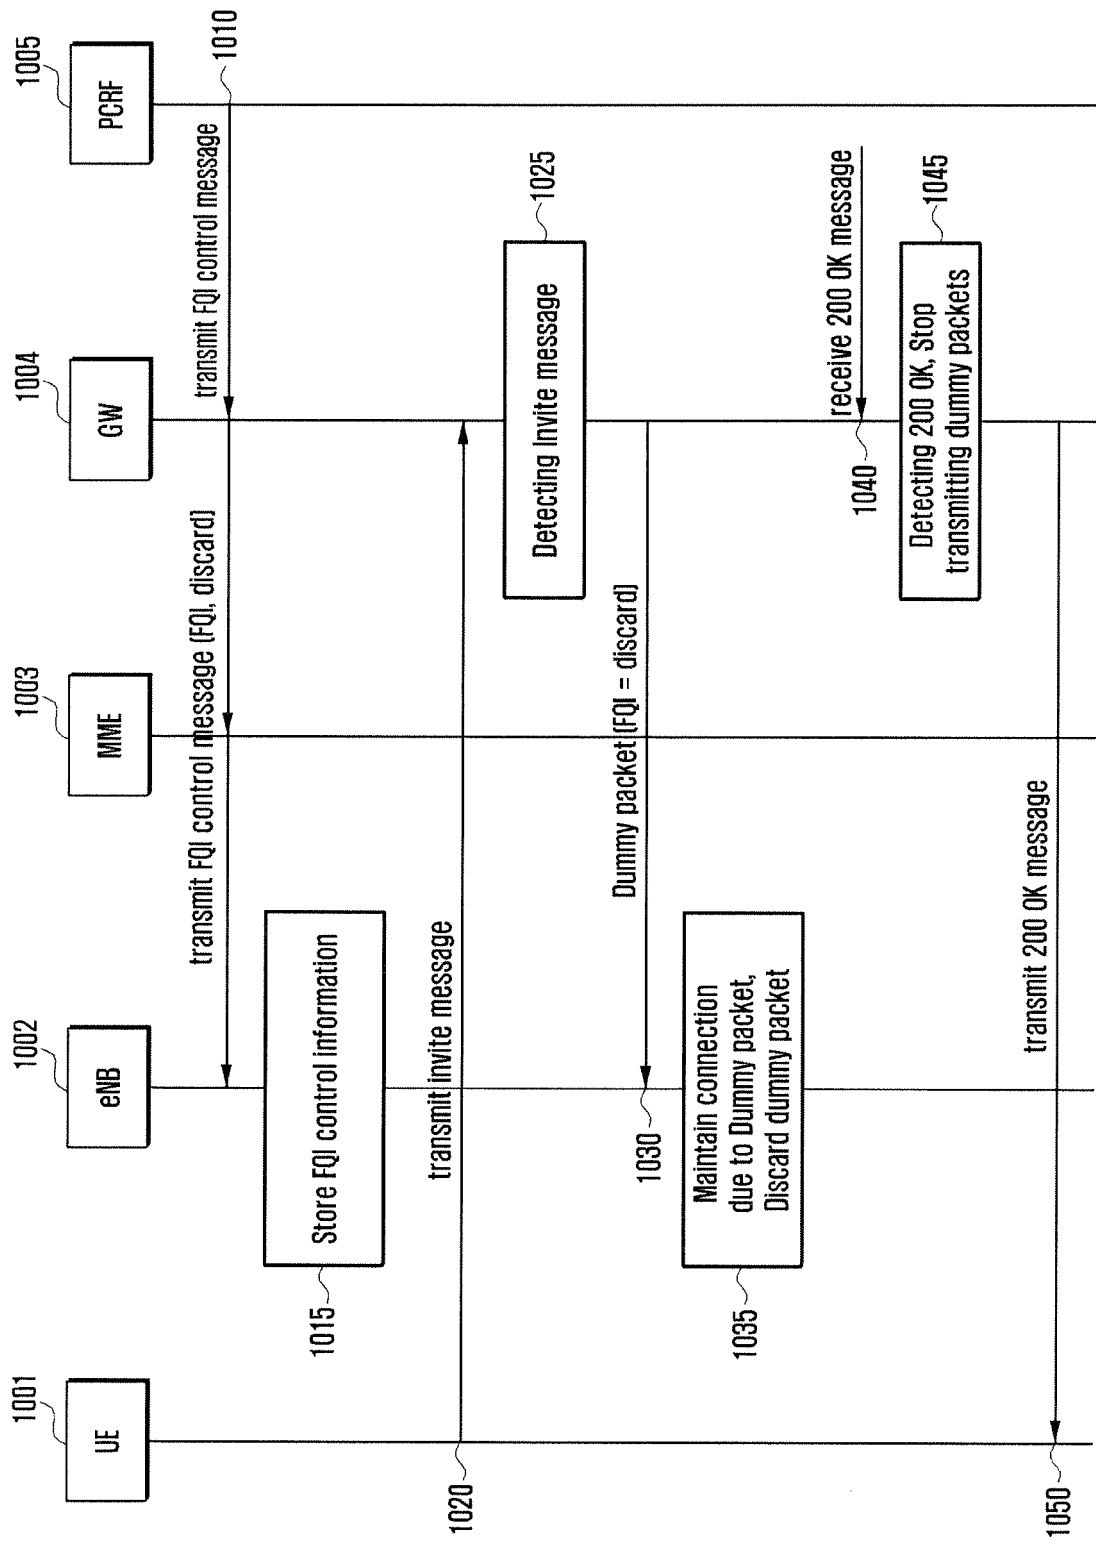 1001
1002
1003
1004
1005
UE
eNB
MME
GW
PCRF
transmit FQI control message
1010
transmit FQI control message (FQI, discard)
1015
Store FQI control information
1020
transmit invite message
Detecting Invite message
1025
1030
Dummy packet (FQI = discard)
1035
Maintain connection
due to Dummy packet,
Discard dummy packet
receive 200 OK message
1040
Detecting 200 OK, Stop
transmitting dummy packets
1045
transmit 200 OK message
1050